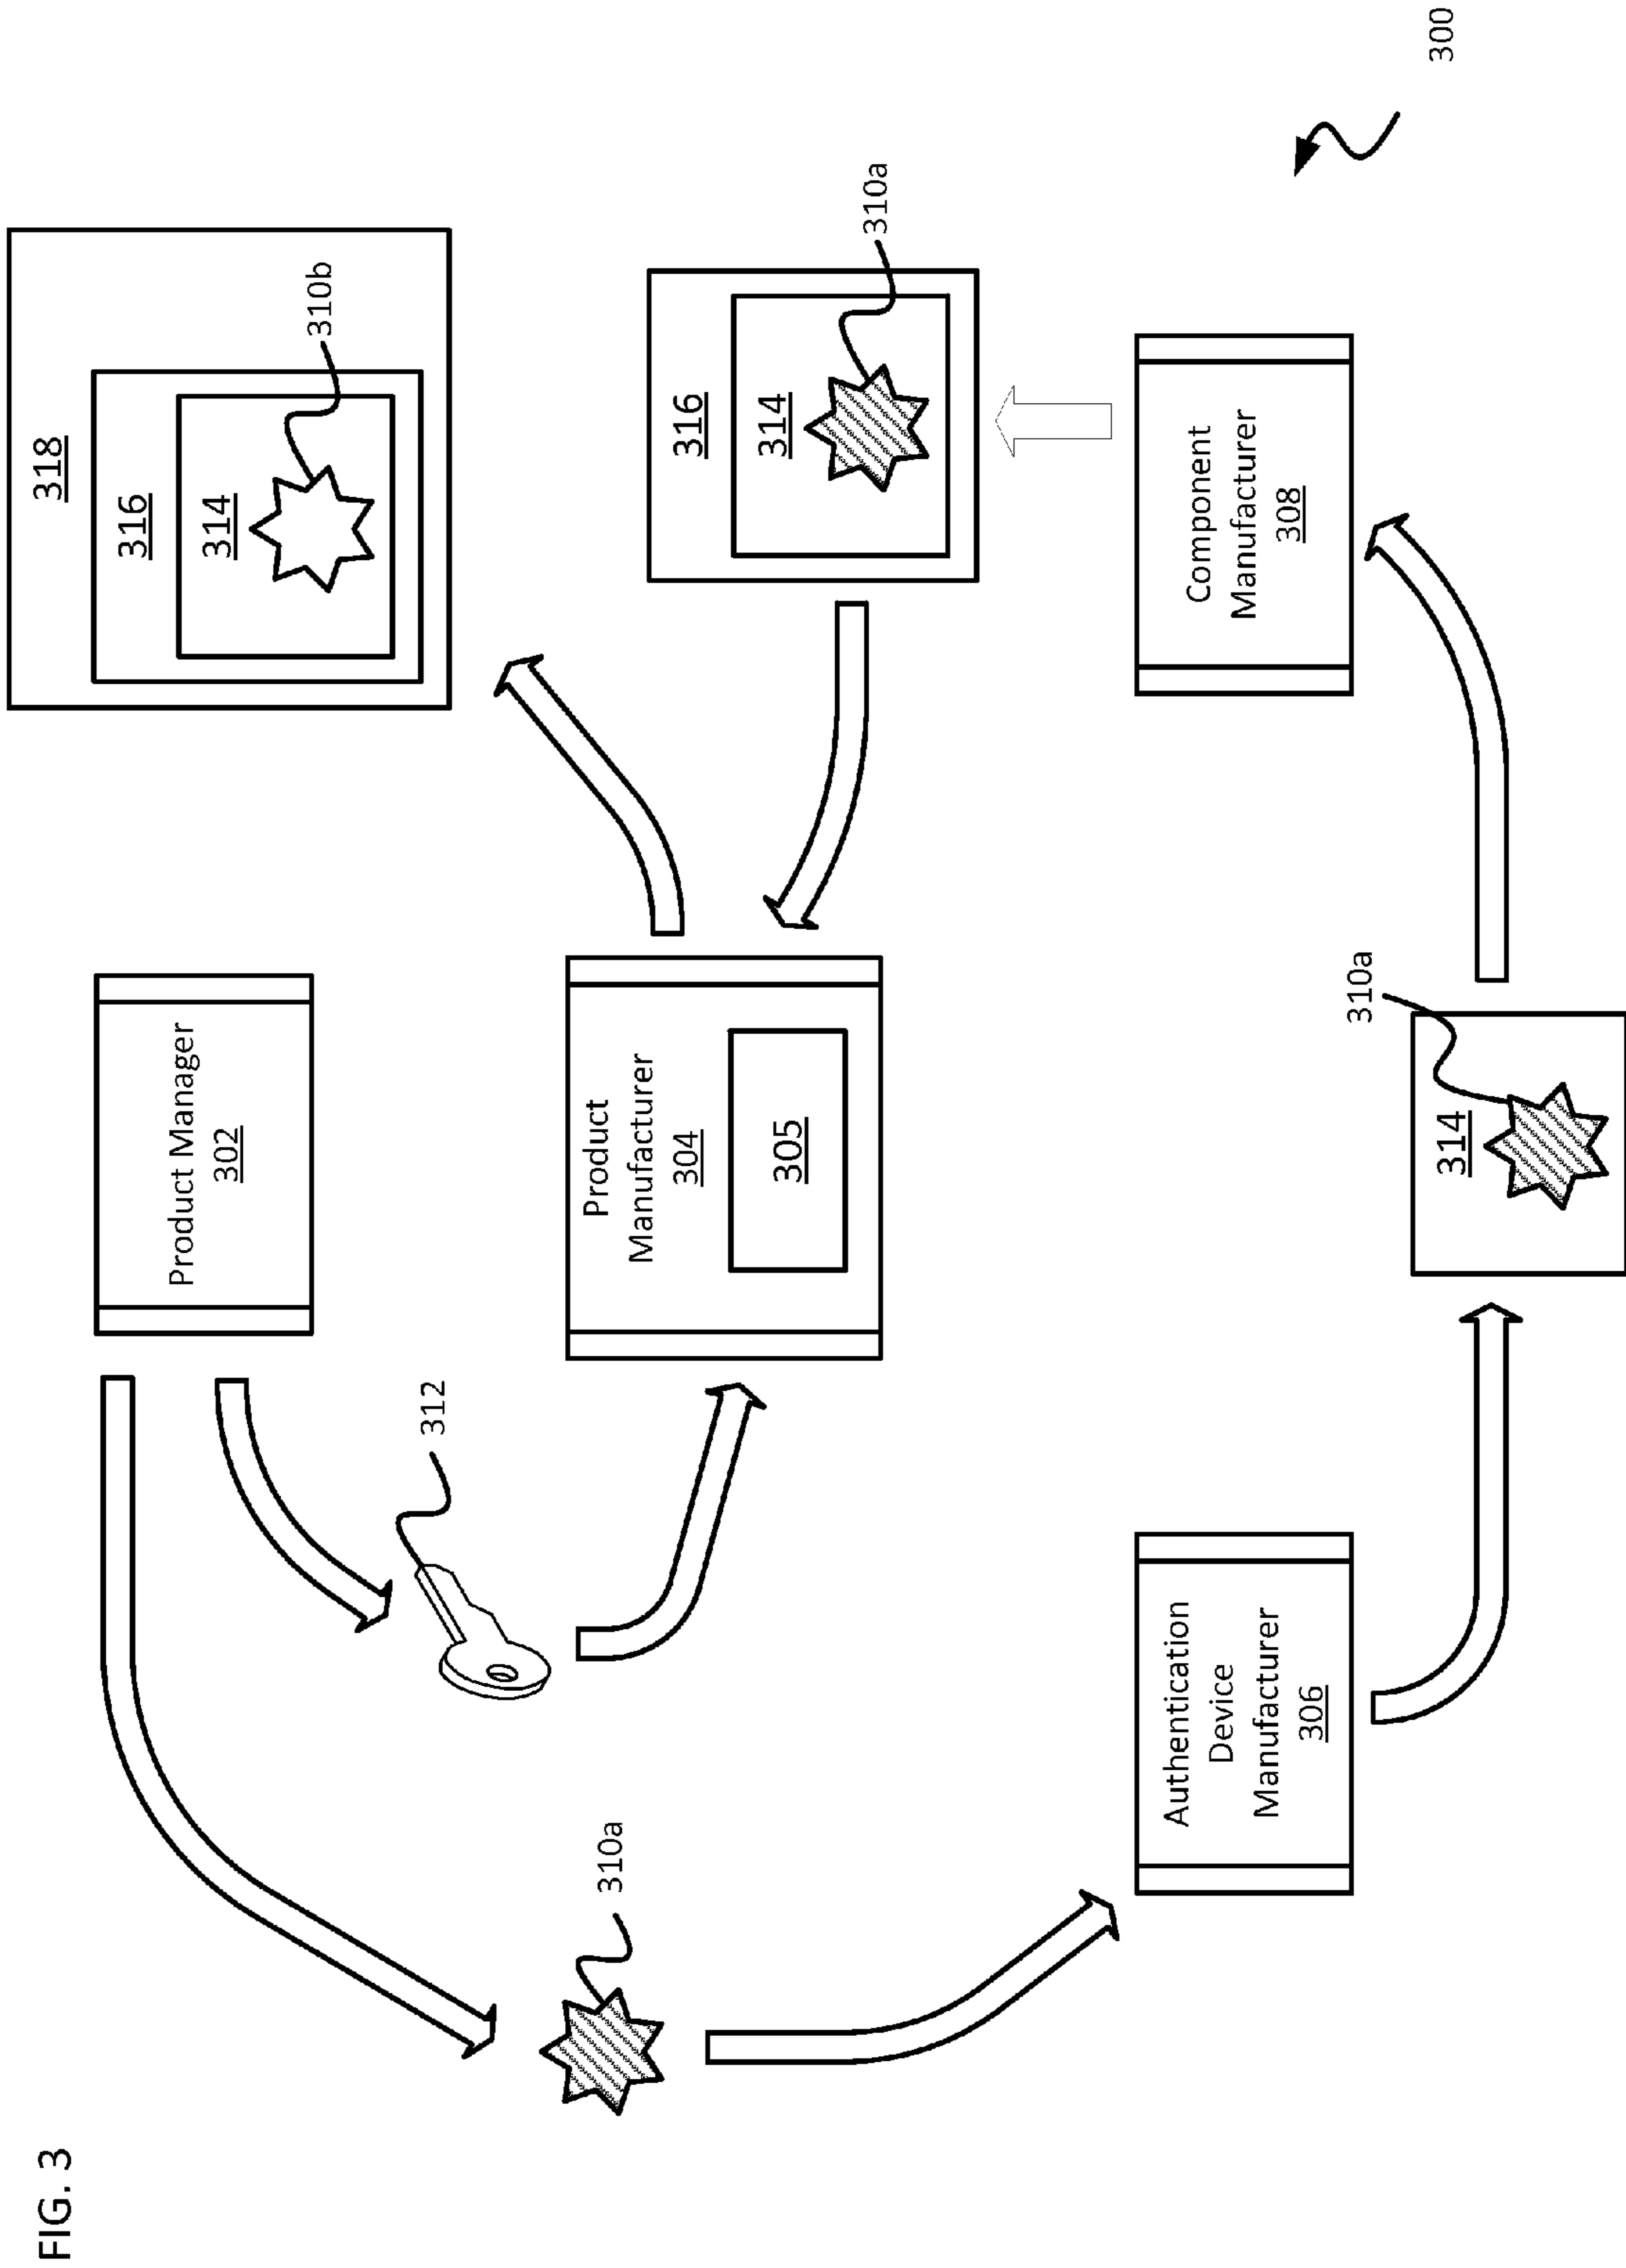 FIG. 3
Product Manager
302
318
316
314
310b
312
310a
Product
Manufacturer
304
305
316
314
310a
Authentication
Device
Manufacturer
306
310a
314
Component
Manufacturer
308
300